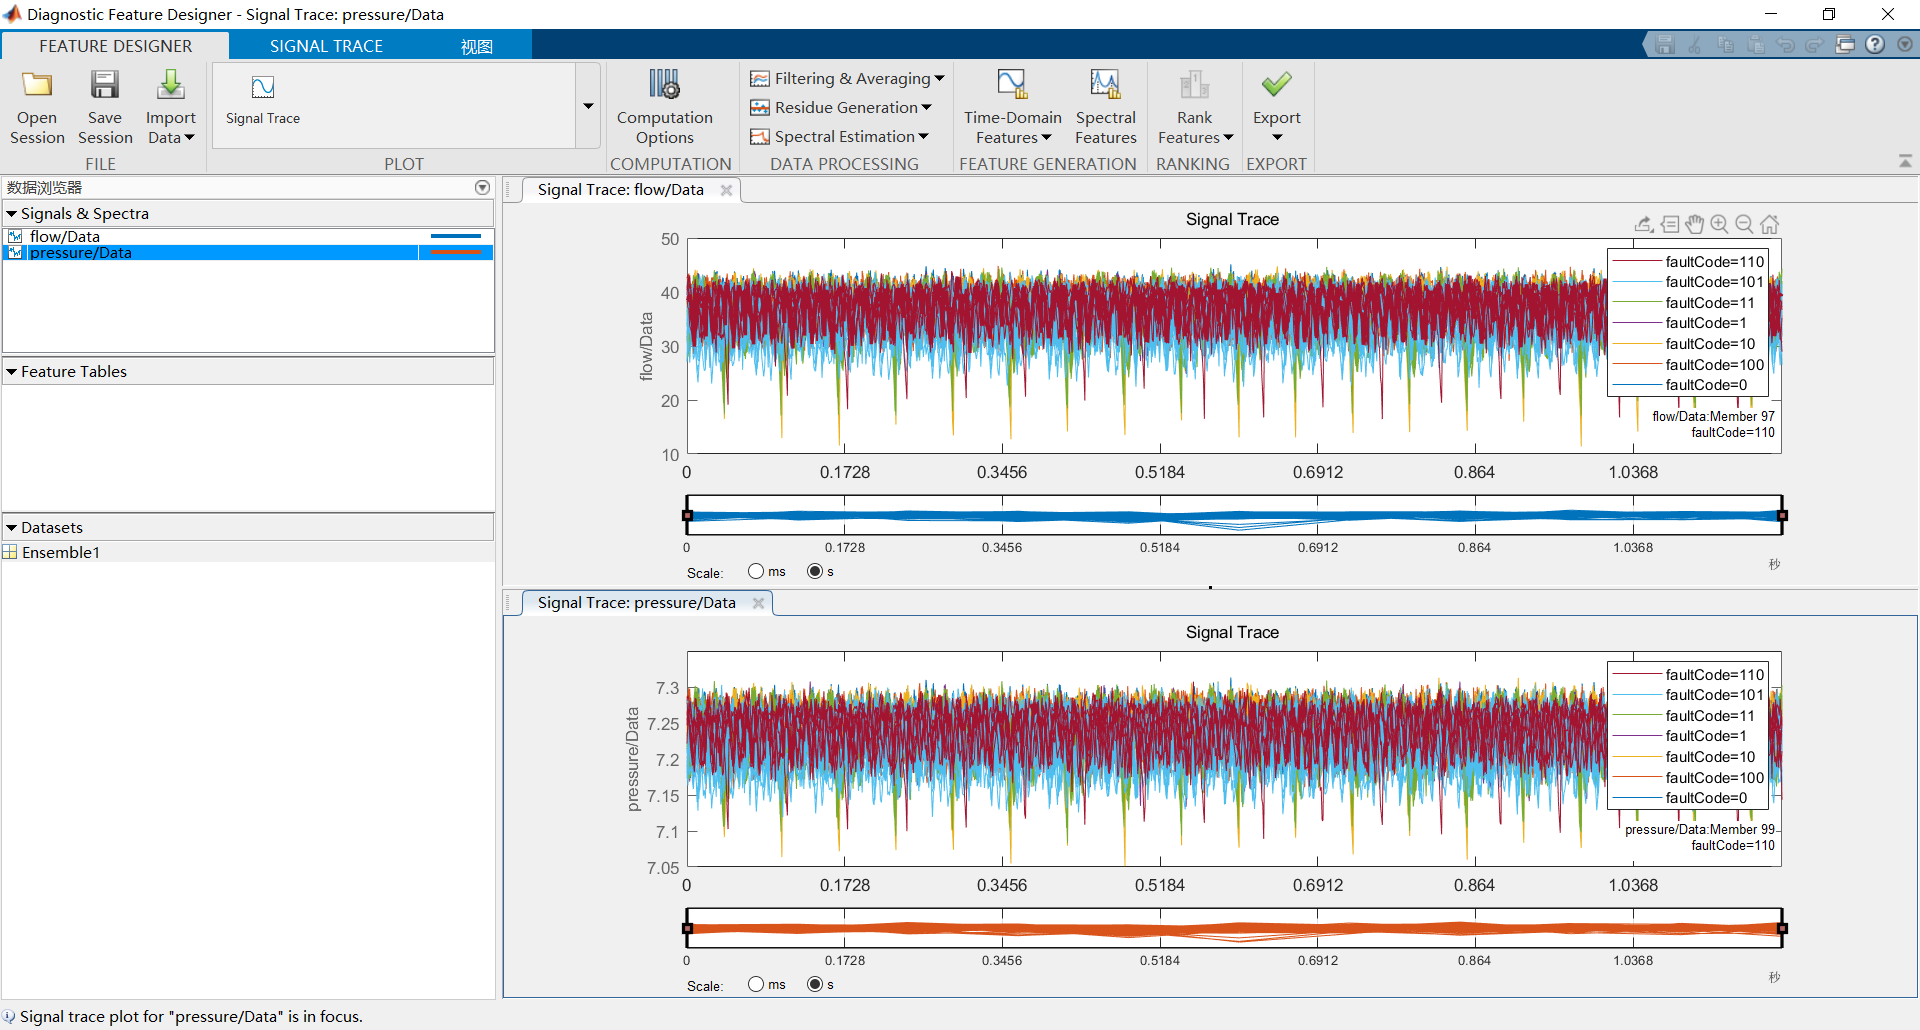 Diagnostic Feature Designer - Signal Trace: pressure/Data
FEATURE DESIGNER
SIGNAL TRACE
视图
Open Session
Save Session
Import Data
Signal Trace
Computation Options
Filtering & Averaging
Residue Generation
Spectral Estimation
Time-Domain Features
Spectral Features
Rank Features
Export
FILE
PLOT
COMPUTATION
DATA PROCESSING
FEATURE GENERATION
RANKING
EXPORT
数据浏览器
Signals & Spectra
flow/Data
pressure/Data
Feature Tables
Datasets
Ensemble1
Signal Trace: flow/Data
Signal Trace
flow/Data
50
40
30
20
10
faultCode=110
faultCode=101
faultCode=11
faultCode=1
faultCode=10
faultCode=100
faultCode=0
flow/Data:Member 97
faultCode=110
0 0.1728 0.3456 0.5184 0.6912 0.864 1.0368
0 0.1728 0.3456 0.5184 0.6912 0.864 1.0368
秒
Scale: ms s
Signal Trace: pressure/Data
Signal Trace
pressure/Data
7.3
7.25
7.2
7.15
7.1
7.05
faultCode=110
faultCode=101
faultCode=11
faultCode=1
faultCode=10
faultCode=100
faultCode=0
pressure/Data:Member 99
faultCode=110
0 0.1728 0.3456 0.5184 0.6912 0.864 1.0368
0 0.1728 0.3456 0.5184 0.6912 0.864 1.0368
秒
Scale: ms s
Signal trace plot for "pressure/Data" is in focus.